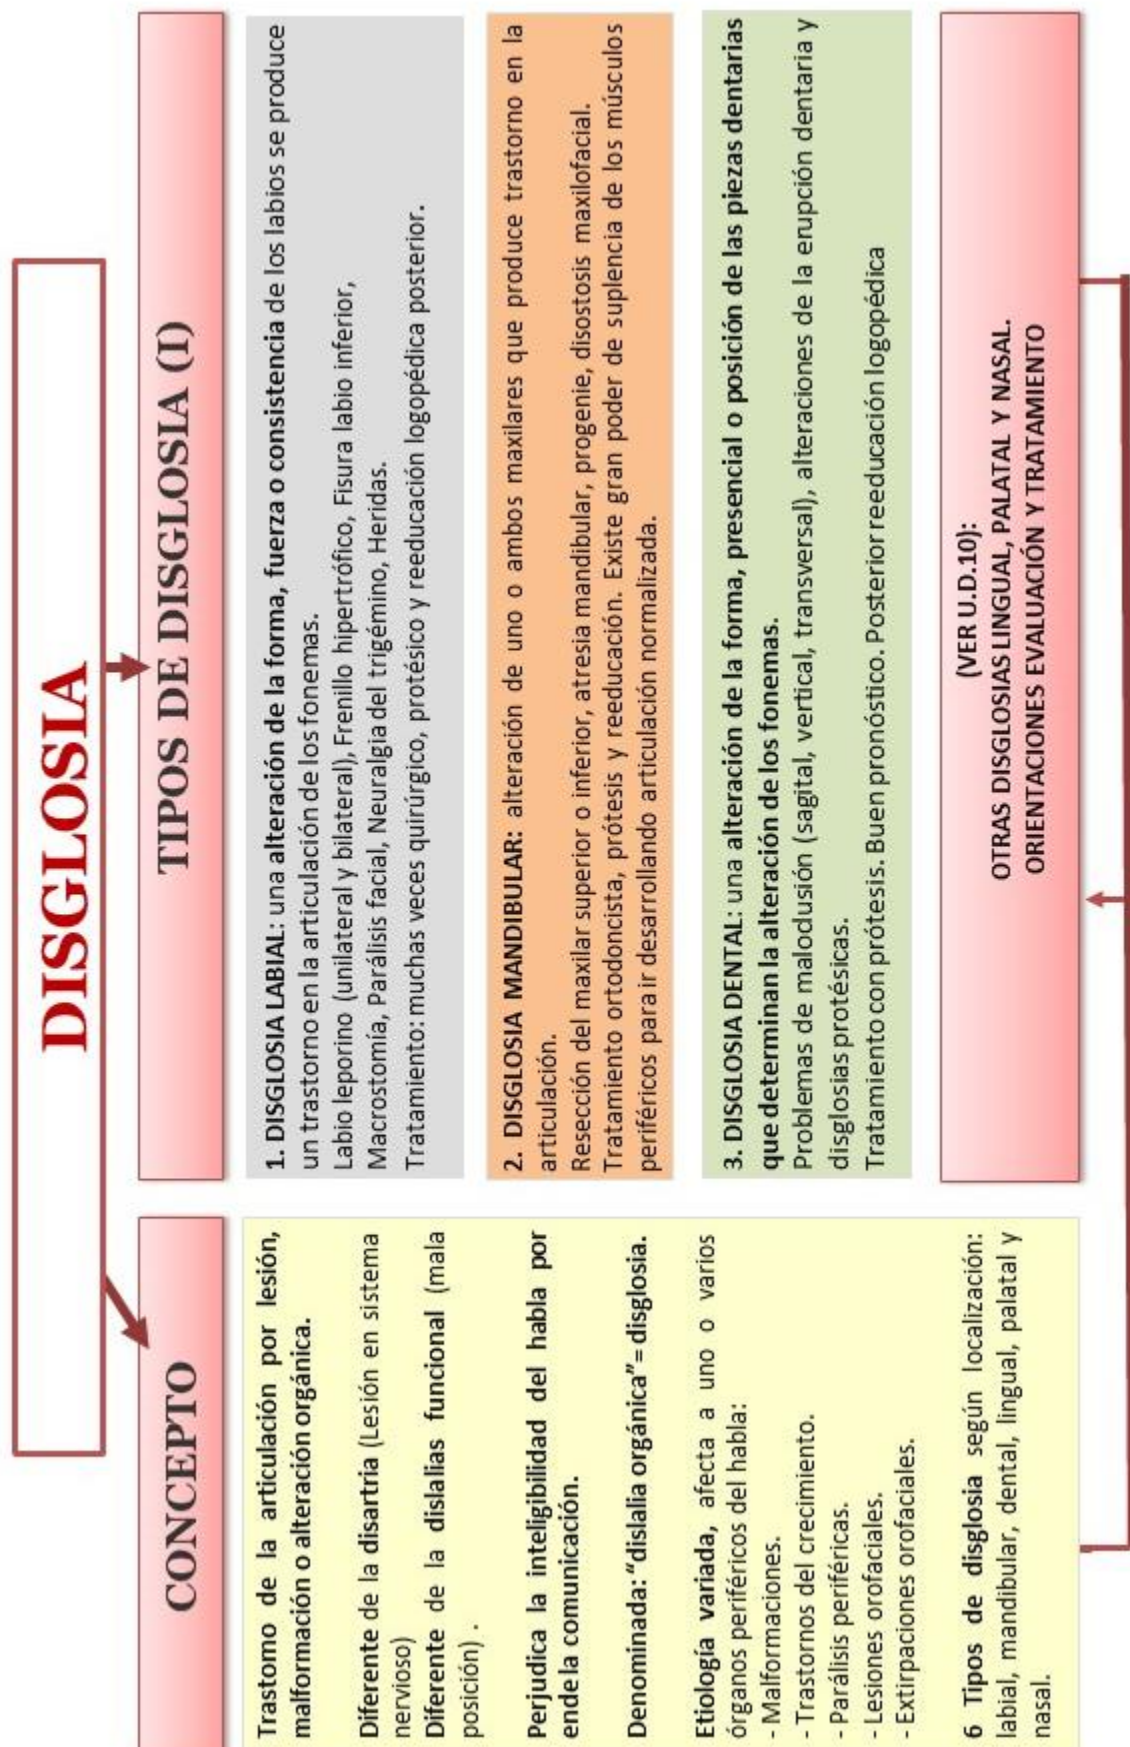 DISGLOSIA
CONCEPTO
Trastorno de la articulación por lesión,
malformación o alteración orgánica.
Diferente de la disartria (Lesión en sistema
nervioso)
Diferente de la dislalias funcional (mala
posición) .
Perjudica la inteligibilidad del habla por
ende la comunicación.
Denominada: "dislalia orgánica"= disglosia.
Etiología variada, afecta a uno o varios
órganos periféricos del habla:
- Malformaciones.
- Trastornos del crecimiento.
- Parálisis periféricas.
- Lesiones orofaciales.
- Extirpaciones orofaciales.
6 Tipos de disglosia según localización:
labial, mandibular, dental, lingual, palatal y
nasal.
TIPOS DE DISGLOSIA (I)
1. DISGLOSIA LABIAL: una alteración de la forma, fuerza o consistencia de los labios se produce
un trastorno en la articulación de los fonemas.
Labio leporino (unilateral y bilateral), Frenillo hipertrófico, Fisura labio inferior,
Macrostomía, Parálisis facial, Neuralgia del trigémino, Heridas.
Tratamiento: muchas veces quirúrgico, protésico y reeducación logopédica posterior.
2. DISGLOSIA MANDIBULAR: alteración de uno o ambos maxilares que produce trastorno en la
articulación.
Resección del maxilar superior o inferior, atresia mandibular, progenie, disostosis maxilofacial.
Tratamiento ortodoncista, prótesis y reeducación. Existe gran poder de suplencia de los músculos
periféricos para ir desarrollando articulación normalizada.
3. DISGLOSIA DENTAL: una alteración de la forma, presencial o posición de las piezas dentarias
que determinan la alteración de los fonemas.
Problemas de malodusión (sagital, vertical, transversal), alteraciones de la erupción dentaria y
disglosias protésicas.
Tratamiento con prótesis. Buen pronóstico. Posterior reeducación logopédica
(VER U.D.10):
OTRAS DISGLOSIAS LINGUAL, PALATAL Y NASAL.
ORIENTACIONES EVALUACIÓN Y TRATAMIENTO